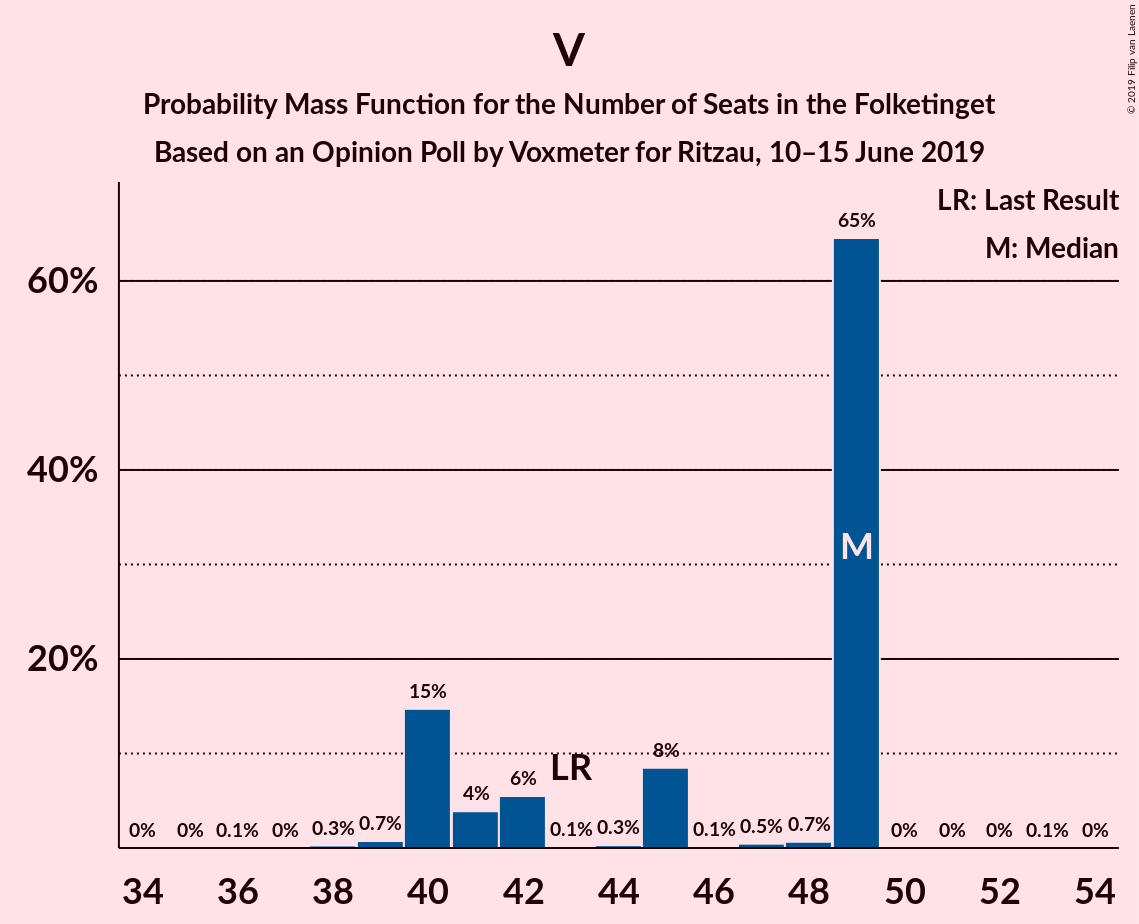 V
Probability Mass Function for the Number of Seats in the Folketinget
Based on an Opinion Poll by Voxmeter for Ritzau, 10–15 June 2019
© 2019 Filip van Laenen
LR: Last Result
M: Median
60%
40%
20%
0% 0% 0.1% 0% 0.3% 0.7% 15% 4% 6% 0.1% 0.3% 8% 0.1% 0.5% 0.7% 65% 0% 0% 0% 0.1% 0%
LR
M
34 36 38 40 42 44 46 48 50 52 54